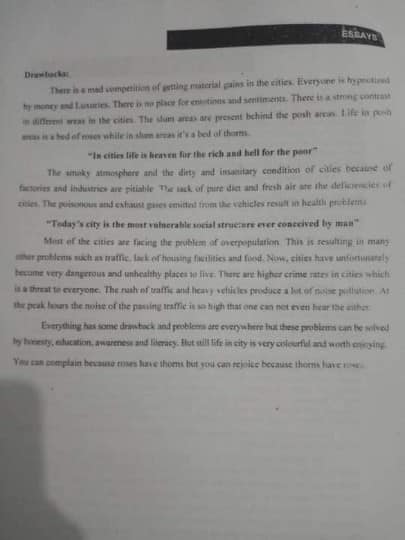 ESSAYS
Drawbacks:
There is a mad competition of getting material gains in the cities. Everyone is hypnotized
by money and Luxuries. There is no place for emotions and sentiments. There is a strong contrast
in different areas in the cities. The slum areas are present behind the posh areas. Life in posh
areas is a bed of roses while in slum areas it's a bed of thorns.
"In cities life is heaven for the rich and hell for the poor"
The smoky atmosphere and the dirty and insanitary condition of cities because of
factories and industries are pitiable The lack of pure diet and fresh air are the deficiencies of
cities. The poisonous and exhaust gases emitted from the vehicles result in health problems
"Today's city is the most vulnerable social structure ever conceived by man"
Most of the cities are facing the problem of overpopulation. This is resulting in many
other problems such as traffic, lack of housing facilities and food. Now, cities have unfortunately
become very dangerous and unhealthy places to live. There are higher crime rates in cities which
is a threat to everyone. The rush of traffic and heavy vehicles produce a lot of noise pollution. At
the peak hours the noise of the passing traffic is so high that one can not even hear the other.
Everything has some drawback and problems are everywhere but these problems can be solved
by honesty, education, awareness and literacy. But still life in city is very colourful and worth enjoying.
You can complain because roses have thorns but you can rejoice because thorns have roses.